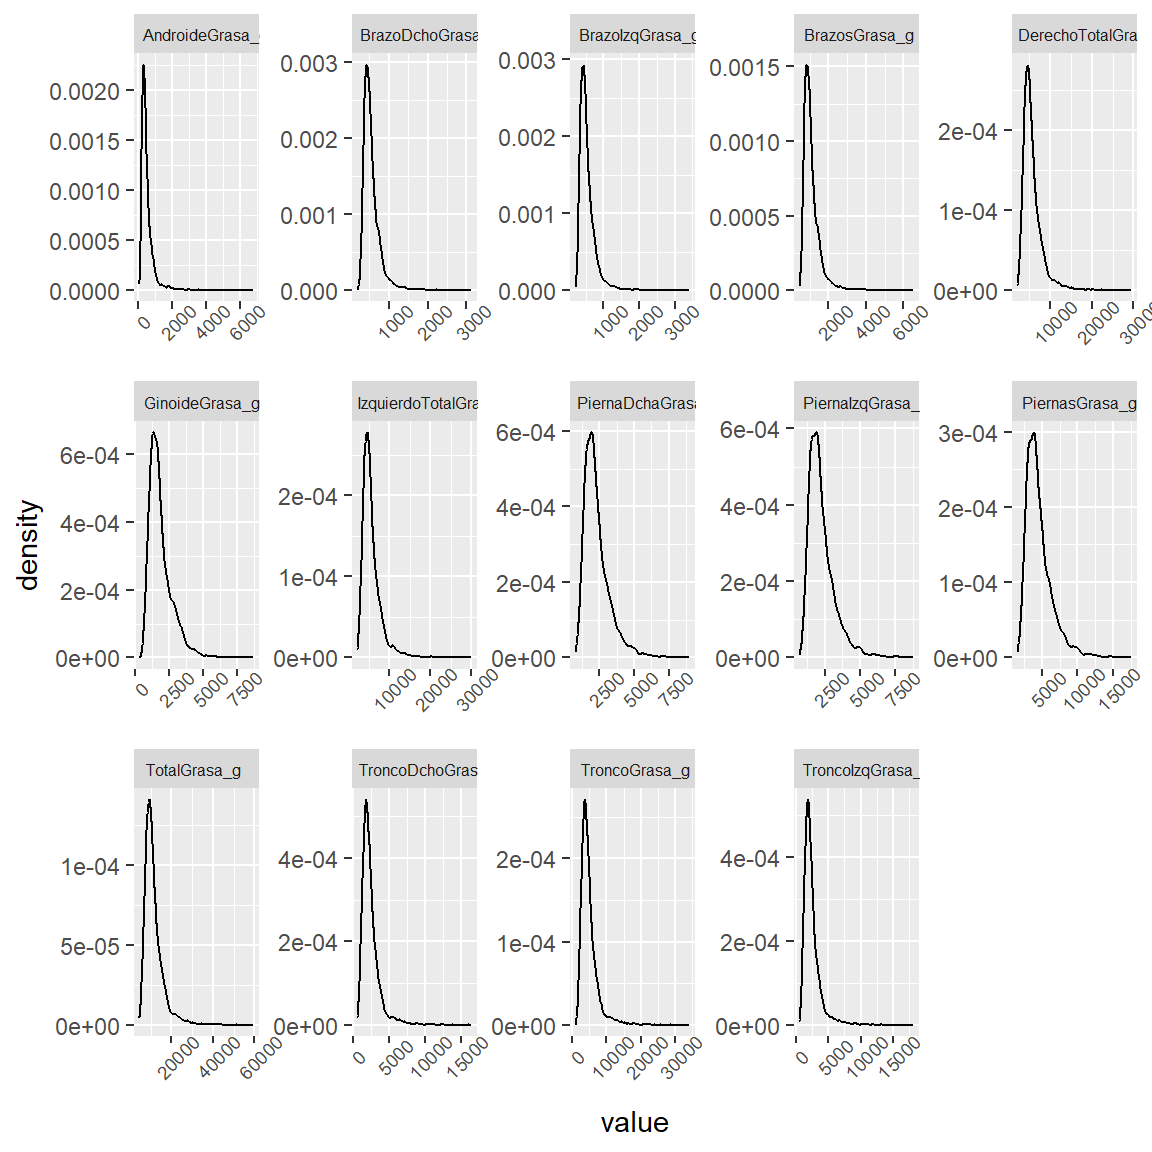 AndroideGrasa_
BrazoDchoGrasa
BrazoIzqGrasa_g
BrazosGrasa_g
DerechoTotalGra
0.0020
0.0015
0.0010
0.0005
0.0000
0.003
0.002
0.001
0.000
0.003
0.002
0.001
0.000
0.0015
0.0010
0.0005
0.0000
2e-04
1e-04
0e+00
0 2000 4000 6000
1000 2000 3000
1000 2000 3000
2000 4000 6000
10000 20000 30000
GinoideGrasa_g
IzquierdoTotalGra
PiernaDchaGrasa
PiernaIzqGrasa_
PiernasGrasa_g
6e-04
4e-04
2e-04
0e+00
2e-04
1e-04
0e+00
6e-04
4e-04
2e-04
0e+00
6e-04
4e-04
2e-04
0e+00
3e-04
2e-04
1e-04
0e+00
0 2500 5000 7500
10000 20000 30000
2500 5000 7500
2500 5000 7500
5000 10000 15000
TotalGrasa_g
TroncoDchoGras
TroncoGrasa_g
TroncoIzqGrasa_
1e-04
5e-05
0e+00
4e-04
2e-04
0e+00
2e-04
1e-04
0e+00
4e-04
2e-04
0e+00
20000 40000 60000
0 5000 10000 15000
0 10000 20000 30000
0 5000 10000 15000
density
value